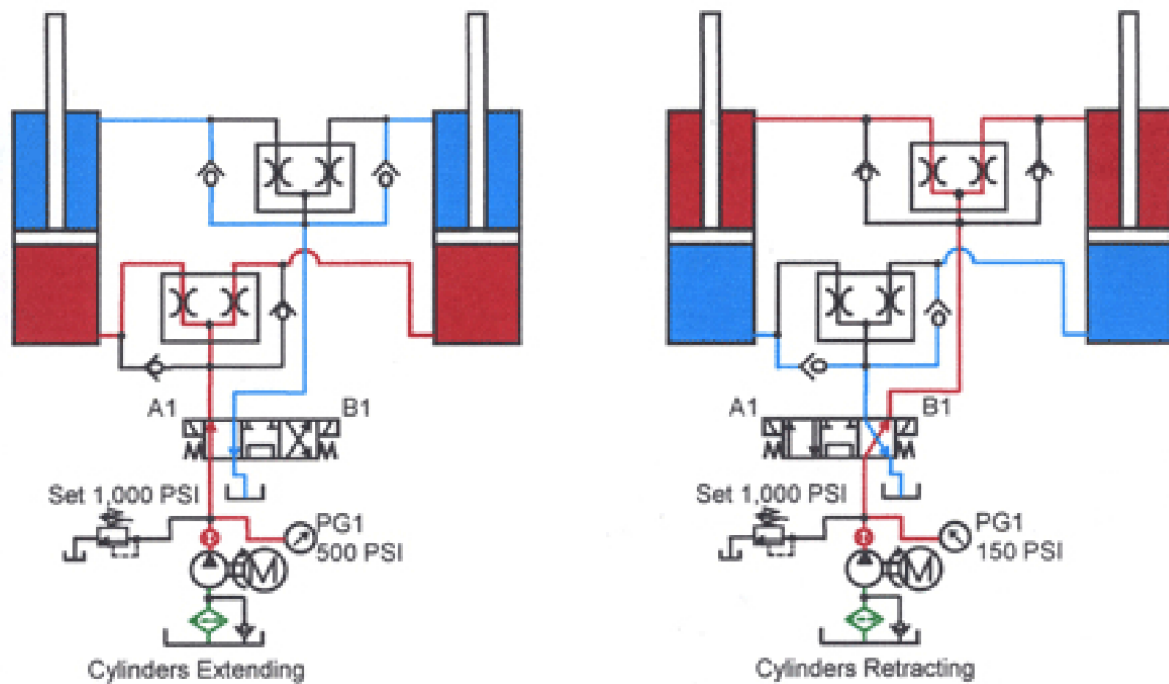 A1
B1
Set 1,000 PSI
PG1
500 PSI
M
Cylinders Extending
A1
B1
Set 1,000 PSI
PG1
150 PSI
M
Cylinders Retracting